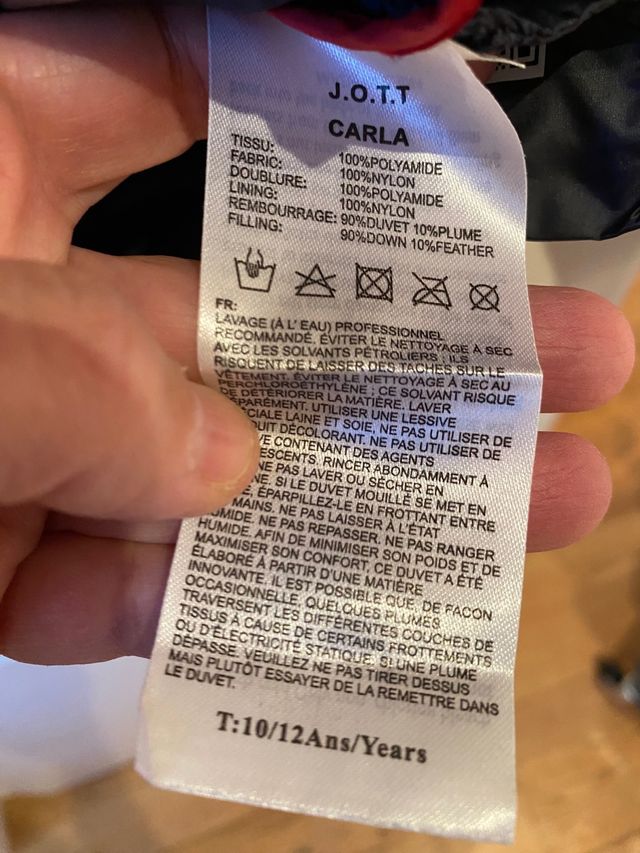 J.O.T.T
CARLA
TISSU: 100%POLYAMIDE
FABRIC: 100%NYLON
DOUBLURE: 100%POLYAMIDE
LINING: 100%NYLON
REMBOURRAGE: 90%DUVET 10%PLUME
FILLING: 90%DOWN 10%FEATHER
FR:
LAVAGE (À L' EAU) PROFESSIONNEL
RECOMMANDÉ. ÉVITER LE NETTOYAGE À SEC
AVEC LES SOLVANTS PÉTROLIERS ; ILS
RISQUENT DE LAISSER DES TACHES SUR LE
VÊTEMENT. ÉVITER LE NETTOYAGE À SEC AU
PERCHLOROÉTHYLÈNE ; CE SOLVANT RISQUE
DE DÉTÉRIORER LA MATIÈRE. LAVER
SÉPARÉMENT. UTILISER UNE LESSIVE
CIALE LAINE ET SOIE, NE PAS UTILISER DE
UIT DÉCOLORANT. NE PAS UTILISER DE
VE CONTENANT DES AGENTS
ESCENTS. RINCER ABONDAMMENT À
NE PAS LAVER OU SÉCHER EN
NE. SI LE DUVET MOUILLÉ SE MET EN
E, ÉPARPILLEZ-LE EN FROTTANT ENTRE
MAINS. NE PAS LAISSER À L'ÉTAT
HUMIDE. NE PAS REPASSER. NE PAS RANGER
HUMIDE. AFIN DE MINIMISER SON POIDS ET DE
MAXIMISER SON CONFORT, CE DUVET A ÉTÉ
ÉLABORÉ À PARTIR D'UNE MATIÈRE
INNOVANTE. IL EST POSSIBLE QUE, DE FACON
OCCASIONNELLE, QUELQUES PLUMES
TRAVERSENT LES DIFFÉRENTES COUCHES DE
TISSUS À CAUSE DE CERTAINS FROTTEMENTS
OU D'ÉLECTRICITÉ STATIQUE. SI UNE PLUME
DÉPASSE. VEUILLEZ NE PAS TIRER DESSUS
MAIS PLUTÔT ESSAYER DE LA REMETTRE DANS
LE DUVET.
T:10/12Ans/Years